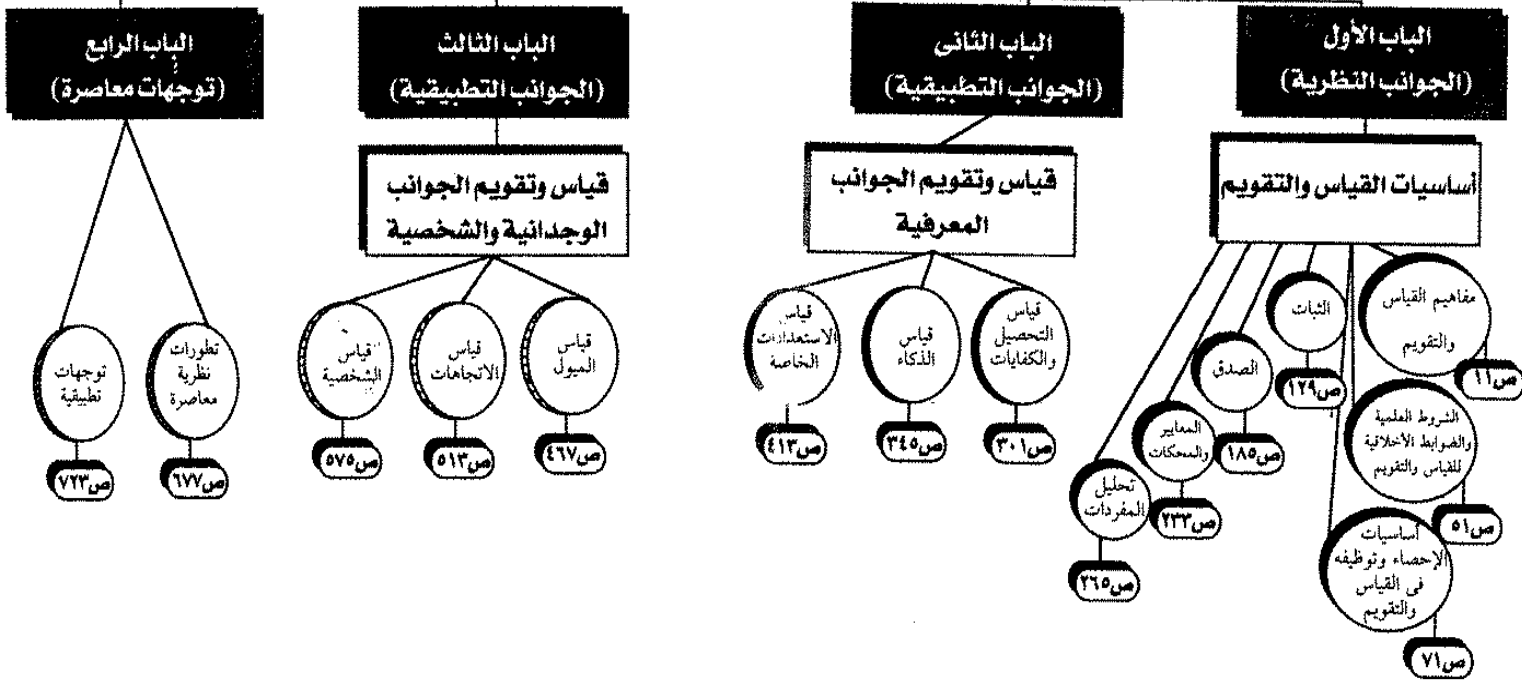 الباب الأول
(الجوانب النظرية)
أساسيات القياس والتقويم
مفاهيم القياس
والتقويم
ص١١
الشروط العلمية
والضوابط الأخلاقية
للقياس والتقويم
ص٥١
أساسيات
الإحصاء وتوظيفه
فى القياس
والتقويم
ص٧١
الثبات
ص١٢٩
الصدق
ص١٨٥
المعايير
والمحكات
ص٢٣٣
تحليل
المفردات
ص٢٦٥
الباب الثانى
(الجوانب التطبيقية)
قياس وتقويم الجوانب
المعرفية
قياس
التحصيل
والكفايات
ص٣٠١
قياس
الذكاء
ص٣٤٥
قياس
الاستعدادات
الخاصة
ص٤١٣
الباب الثالث
(الجوانب التطبيقية)
قياس وتقويم الجوانب
الوجدانية والشخصية
قياس
الميول
ص٤٦٧
قياس
الاتجاهات
ص٥١٣
قياس
الشخصية
ص٥٧٥
الباب الرابع
(توجهات معاصرة)
تطورات
نظرية
معاصرة
ص٦٧٧
توجهات
تطبيقية
ص٧٢٣